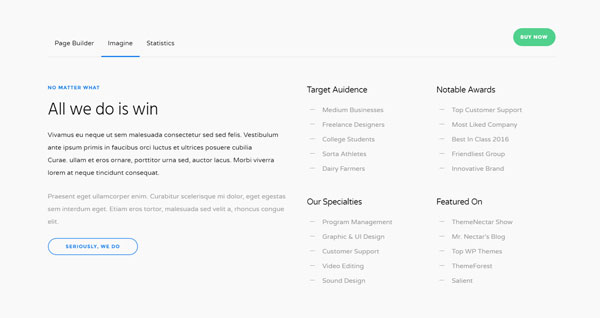 Page Builder
Imagine
Statistics
BUY NOW
NO MATTER WHAT
All we do is win
Vivamus eu neque ut sem malesuada consectetur sed sed felis. Vestibulum
ante ipsum primis in faucibus orci luctus et ultrices posuere cubilia
Curae. ullam et eros ornare, porttitor urna sed, auctor lacus. Morbi viverra
lorem at neque tincidunt consequat.
Praesent eget ullamcorper enim. Curabitur scelerisque mi dolor, eget egestas
sem interdum eget. Etiam eros tortor, malesuada sed velit a, rhoncus congue
elit.
SERIOUSLY, WE DO
Target Auidence
— Medium Businesses
— Freelance Designers
— College Students
— Sorta Athletes
— Dairy Farmers
Notable Awards
— Top Customer Support
— Most Liked Company
— Best In Class 2016
— Friendliest Group
— Innovative Brand
Our Specialties
— Program Management
— Graphic & UI Design
— Customer Support
— Video Editing
— Sound Design
Featured On
— ThemeNectar Show
— Mr. Nectar's Blog
— Top WP Themes
— ThemeForest
— Salient